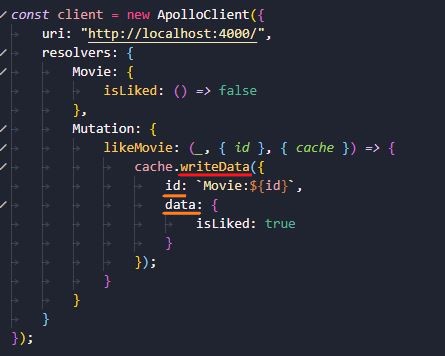 const client = new ApolloClient({
uri: "http://localhost:4000/",
resolvers: {
Movie: {
isLiked: () => false
},
Mutation: {
likeMovie: (_, { id }, { cache }) => {
cache.writeData({
id: `Movie:${id}`,
data: {
isLiked: true
}
});
}
}
}
});